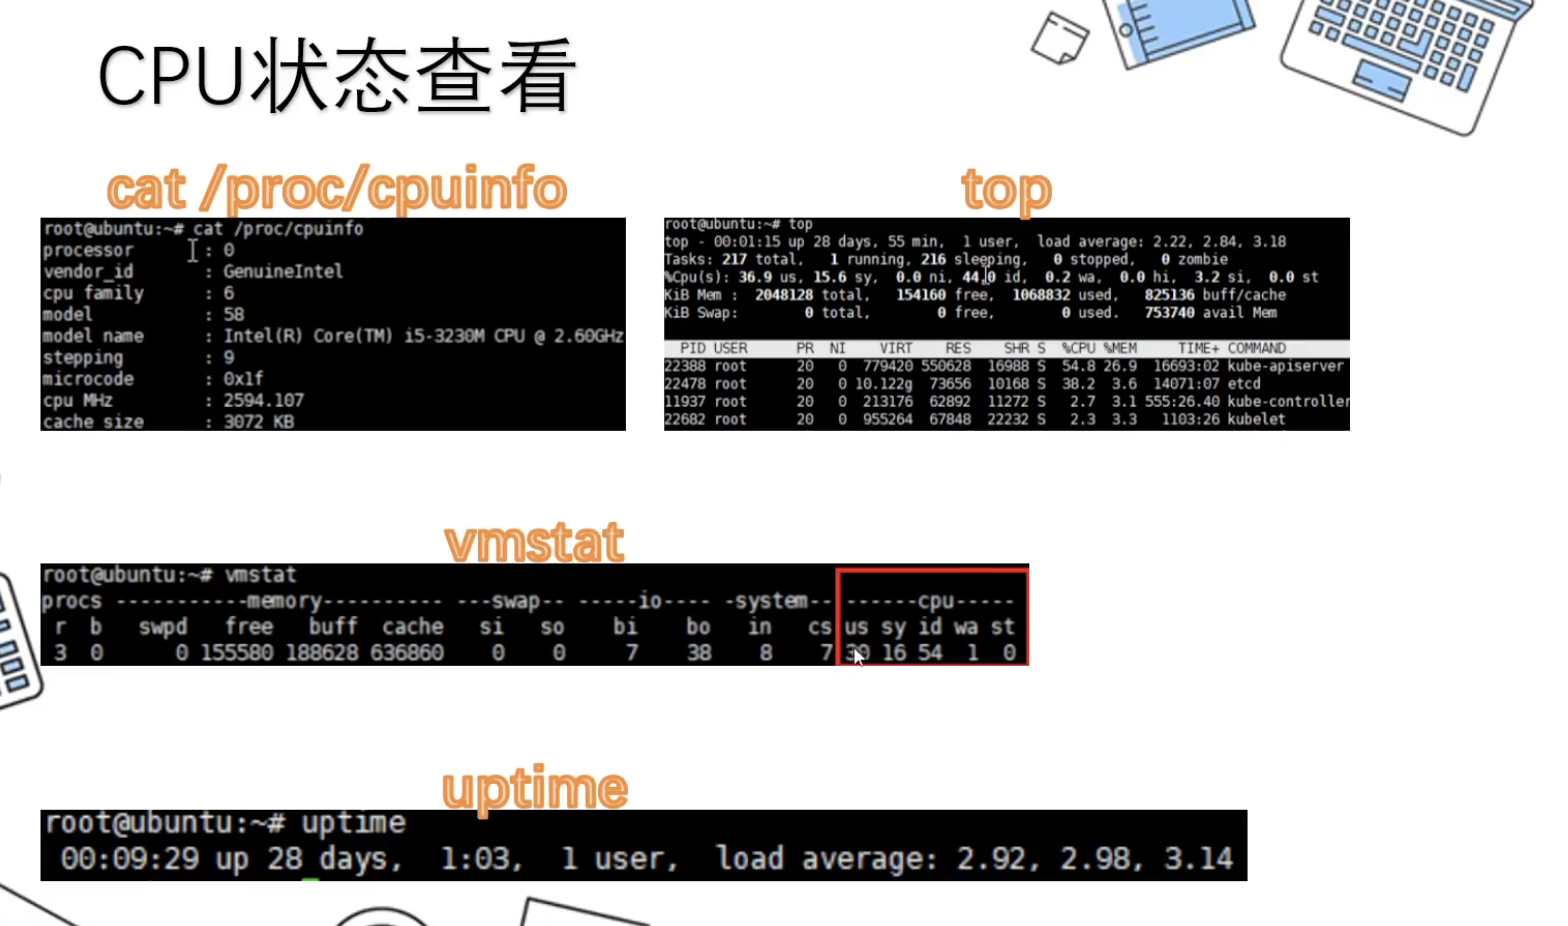 CPU状态查看
cat /proc/cpuinfo
root@ubuntu:~# cat /proc/cpuinfo
processor : 0
vendor_id : GenuineIntel
cpu family : 6
model : 58
model name : Intel(R) Core(TM) i5-3230M CPU @ 2.60GHz
stepping : 9
microcode : 0x1f
cpu MHz : 2594.107
cache size : 3072 KB
top
root@ubuntu:~# top
top - 00:01:15 up 28 days, 55 min, 1 user, load average: 2.22, 2.84, 3.18
Tasks: 217 total, 1 running, 216 sleeping, 0 stopped, 0 zombie
%Cpu(s): 36.9 us, 15.6 sy, 0.0 ni, 44.0 id, 0.2 wa, 0.0 hi, 3.2 si, 0.0 st
KiB Mem : 2048128 total, 154160 free, 1068832 used, 825136 buff/cache
KiB Swap: 0 total, 0 free, 0 used. 753740 avail Mem
PID USER PR NI VIRT RES SHR S %CPU %MEM TIME+ COMMAND
22388 root 20 0 779420 550628 16988 S 54.8 26.9 16693:02 kube-apiserver
22478 root 20 0 10.122g 73656 10168 S 38.2 3.6 14071:07 etcd
11937 root 20 0 213176 62892 11272 S 2.7 3.1 555:26.40 kube-controller
22682 root 20 0 955264 67848 22232 S 2.3 3.3 1103:26 kubelet
vmstat
root@ubuntu:~# vmstat
procs -----------memory---------- ---swap-- -----io---- -system-- ------cpu-----
r b swpd free buff cache si so bi bo in cs us sy id wa st
3 0 0 155580 188628 636860 0 0 7 38 8 7 30 16 54 1 0
uptime
root@ubuntu:~# uptime
00:09:29 up 28 days, 1:03, 1 user, load average: 2.92, 2.98, 3.14